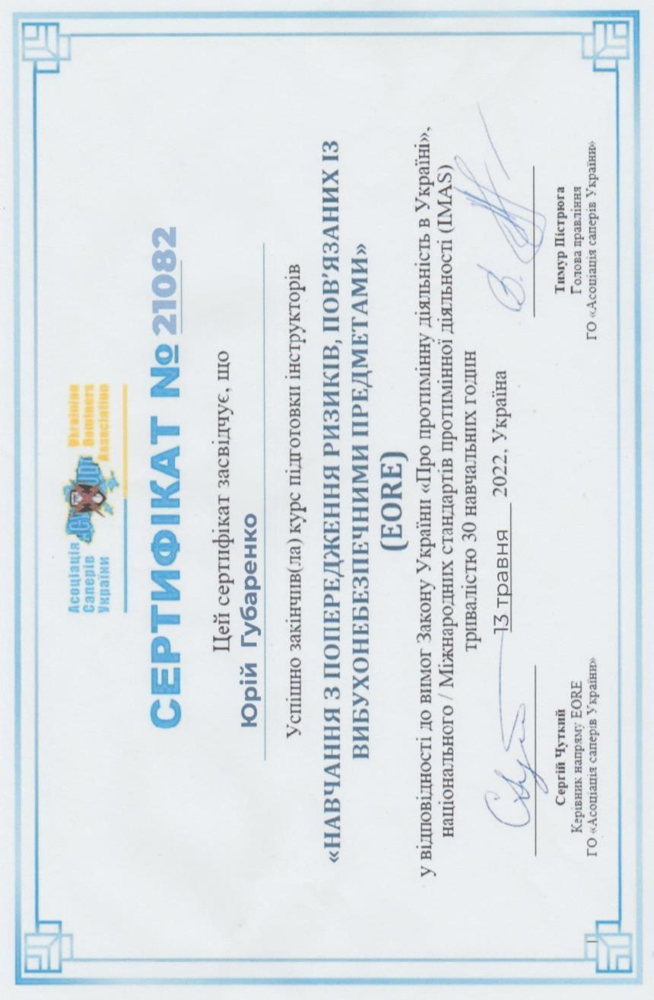 Асоціація
Саперів
України
Ukrainian
Deminers
Association
СЕРТИФІКАТ № 21082
Цей сертифікат засвідчує, що
Юрій Губаренко
Успішно закінчив(ла) курс підготовки інструкторів
«НАВЧАННЯ З ПОПЕРЕДЖЕННЯ РИЗИКІВ, ПОВ’ЯЗАНИХ ІЗ
ВИБУХОНЕБЕЗПЕЧНИМИ ПРЕДМЕТАМИ»
(EORE)
у відповідності до вимог Закону України «Про протимінну діяльність в Україні»,
національного / Міжнародних стандартів протимінної діяльності (IMAS)
тривалістю 30 навчальних годин
13 травня 2022, Україна
Сергій Чуткий
Керівник напряму EORE
ГО «Асоціація саперів України»
Тимур Пістрюга
Голова правління
ГО «Асоціація саперів України»